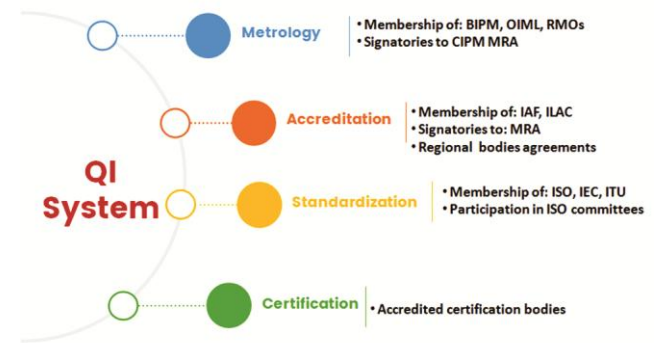 QI
System
Metrology
• Membership of: BIPM, OIML, RMOs
• Signatories to CIPM MRA
Accreditation
• Membership of: IAF, ILAC
• Signatories to: MRA
• Regional bodies agreements
Standardization
• Membership of: ISO, IEC, ITU
• Participation in ISO committees
Certification
• Accredited certification bodies